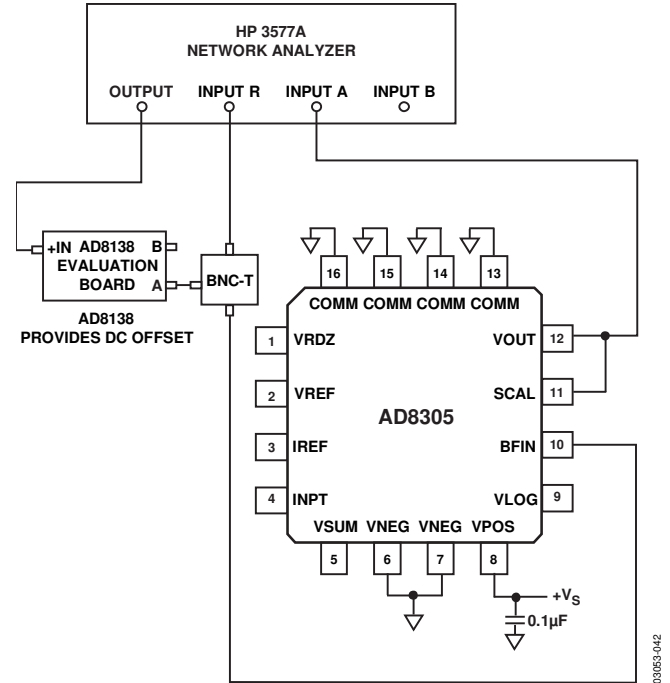 HP 3577A
NETWORK ANALYZER
OUTPUT INPUT R INPUT A INPUT B
+IN AD8138 B
EVALUATION
BOARD A
BNC-T
AD8138
PROVIDES DC OFFSET
16 15 14 13
COMM COMM COMM COMM
1 VRDZ VOUT 12
2 VREF SCAL 11
AD8305
3 IREF BFIN 10
4 INPT VLOG 9
VSUM VNEG VNEG VPOS
5 6 7 8
+VS
0.1µF
03053-042